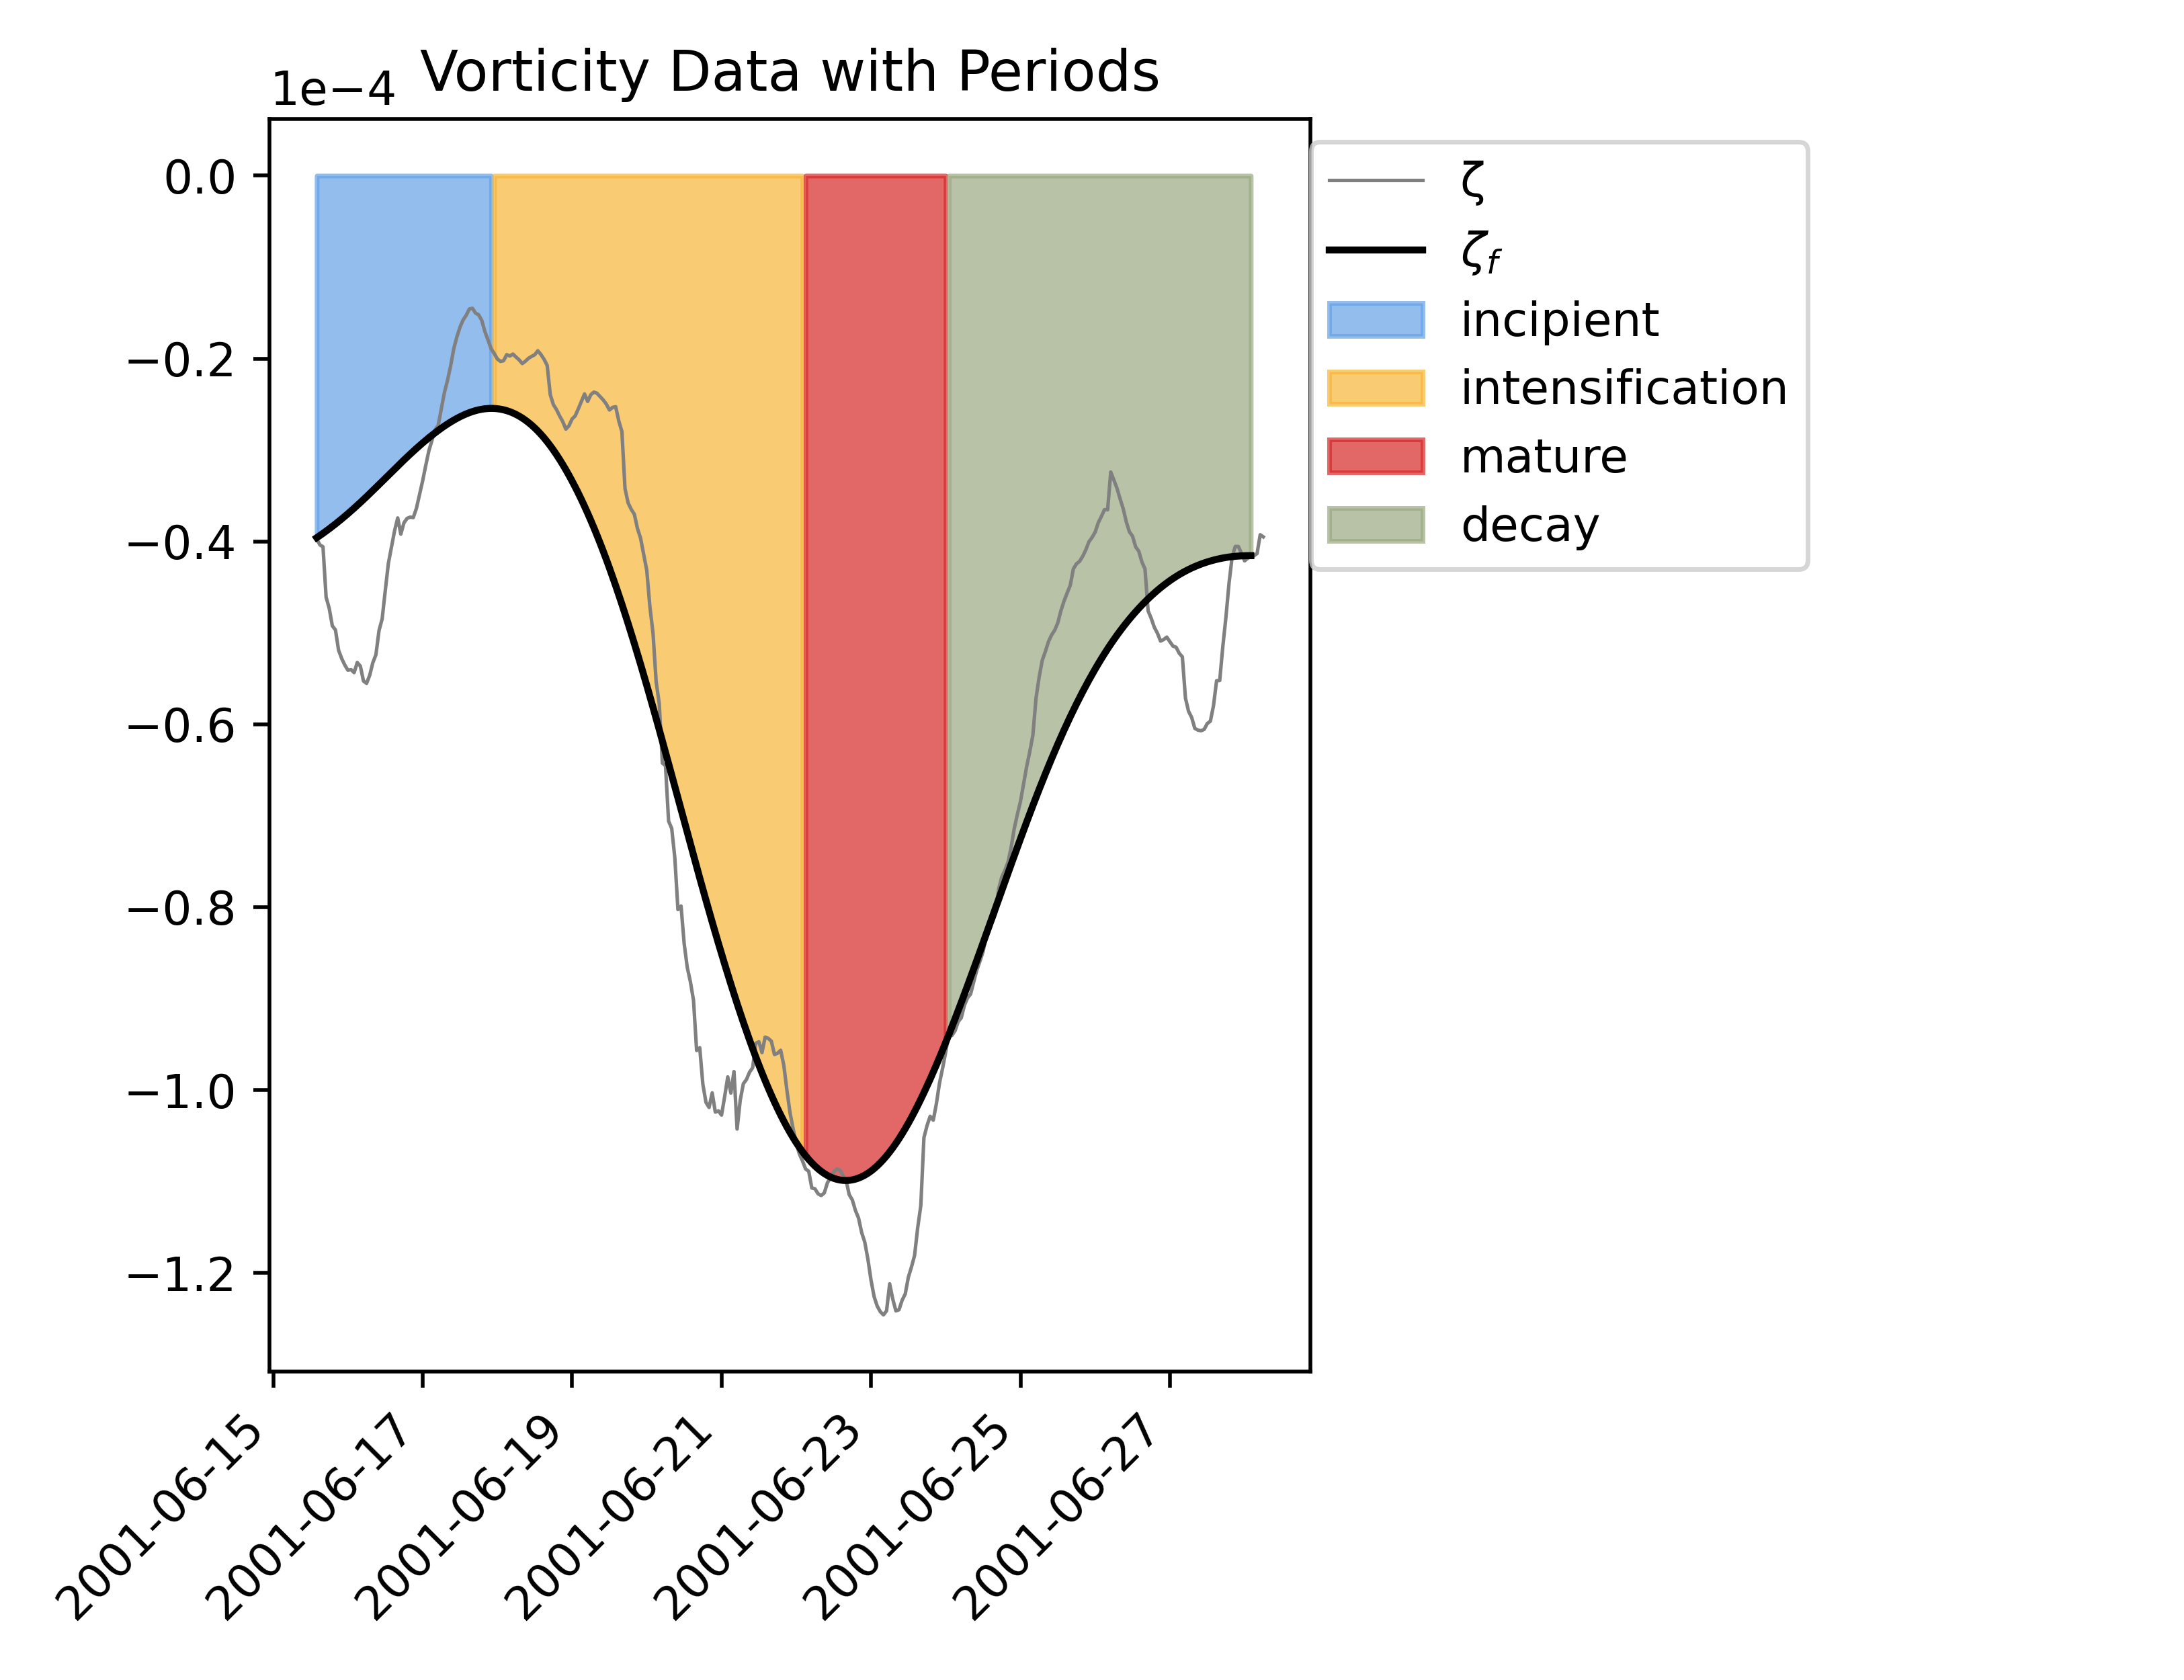 Vorticity Data with Periods
1e−4
0.0
−0.2
−0.4
−0.6
−0.8
−1.0
−1.2
2001-06-15
2001-06-17
2001-06-19
2001-06-21
2001-06-23
2001-06-25
2001-06-27
ζ
ζf
incipient
intensification
mature
decay